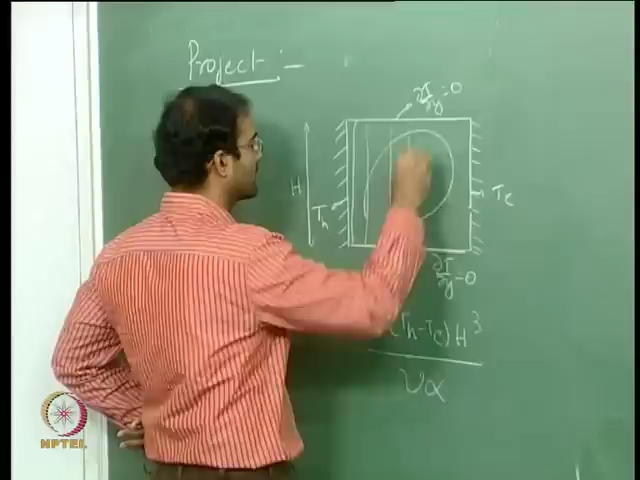 Project :-
∂T/∂y = 0
H
Th
Tc
∂T/∂y = 0
(Th-Tc) H³
να
NPTEL